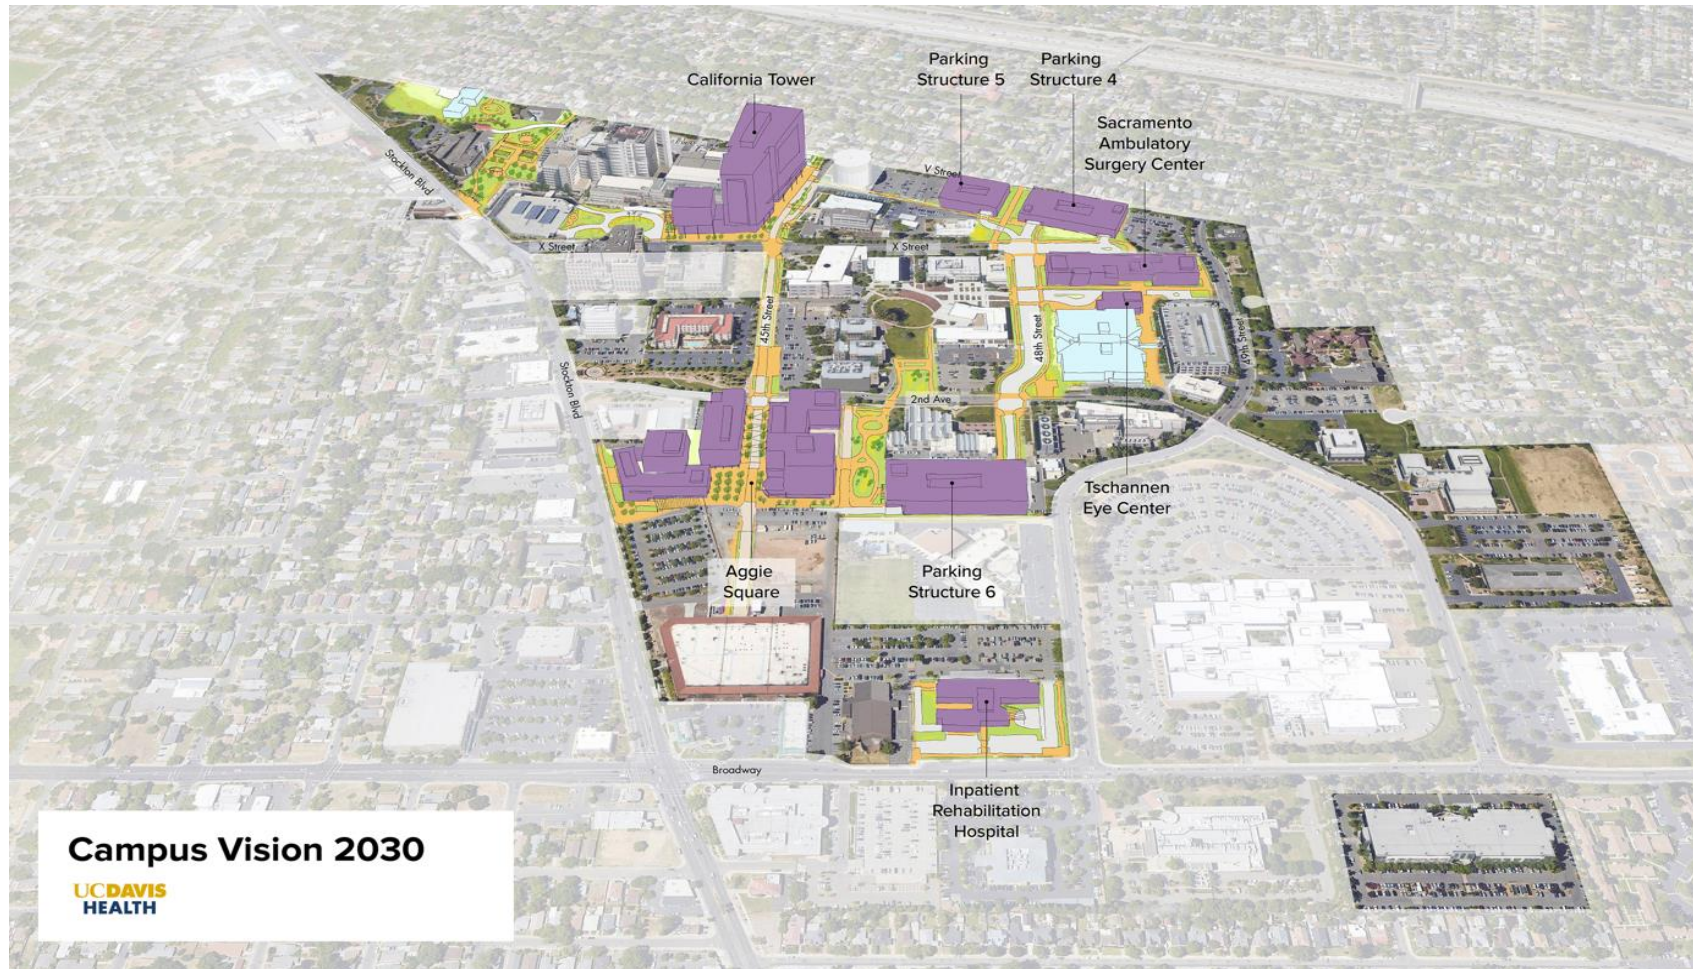 California Tower
Parking
Structure 5
Parking
Structure 4
Sacramento
Ambulatory
Surgery Center
Stockton Blvd
V Street
X Street
X Street
45th Street
48th Street
49th Street
Stockton Blvd
2nd Ave
Tschannen
Eye Center
Aggie
Square
Parking
Structure 6
Broadway
Inpatient
Rehabilitation
Hospital
Campus Vision 2030
UCDAVIS
HEALTH